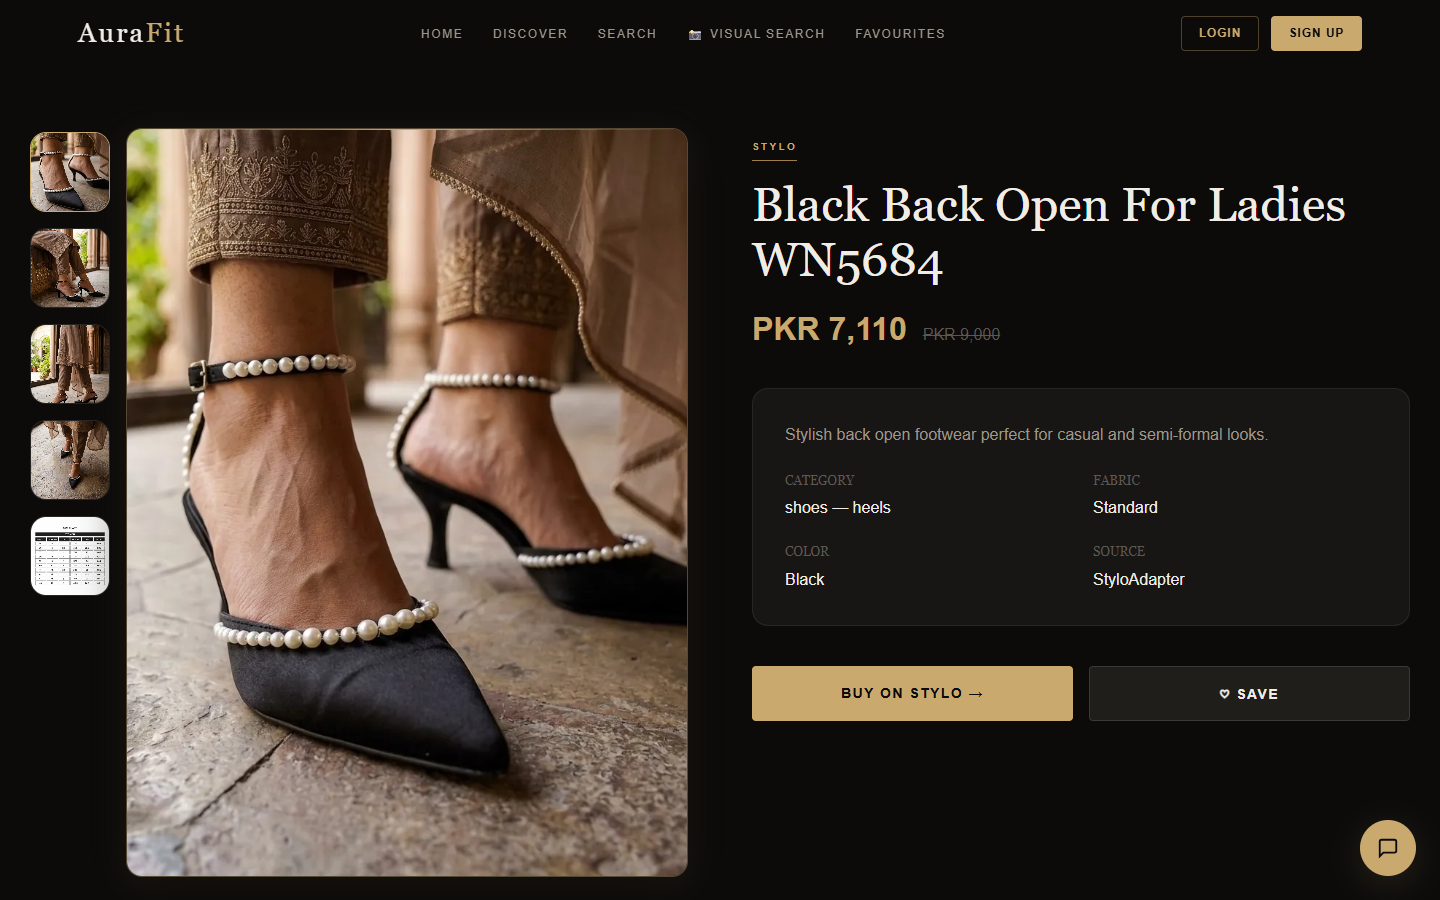 AuraFit
HOME
DISCOVER
SEARCH
📷 VISUAL SEARCH
FAVOURITES
LOGIN
SIGN UP
STYLO
Black Back Open For Ladies
WN5684
PKR 7,110 PKR 9,000
Stylish back open footwear perfect for casual and semi-formal looks.
CATEGORY
shoes — heels
FABRIC
Standard
COLOR
Black
SOURCE
StyloAdapter
BUY ON STYLO →
♡ SAVE